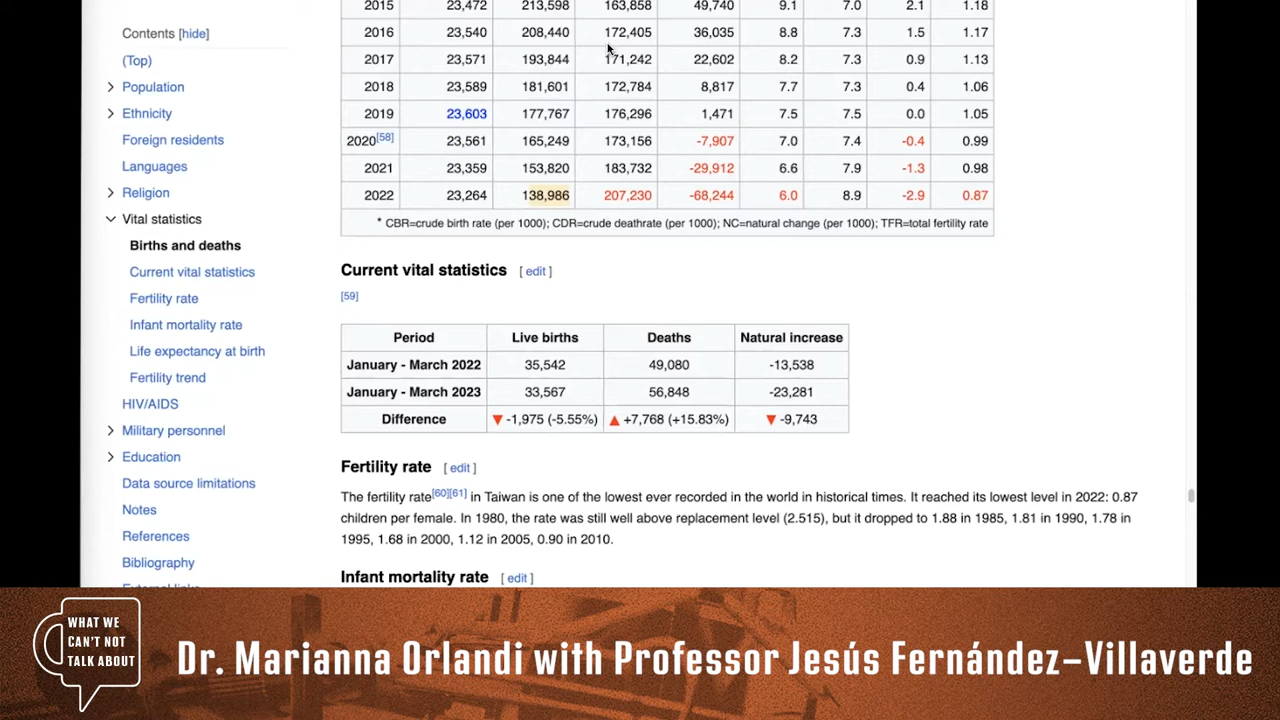 Contents [hide]
(Top)
Population
Ethnicity
Foreign residents
Languages
Religion
Vital statistics
Births and deaths
Current vital statistics
Fertility rate
Infant mortality rate
Life expectancy at birth
Fertility trend
HIV/AIDS
Military personnel
Education
Data source limitations
Notes
References
Bibliography
External links
2015 23,472 213,598 163,858 49,740 9.1 7.0 2.1 1.18
2016 23,540 208,440 172,405 36,035 8.8 7.3 1.5 1.17
2017 23,571 193,844 171,242 22,602 8.2 7.3 0.9 1.13
2018 23,589 181,601 172,784 8,817 7.7 7.3 0.4 1.06
2019 23,603 177,767 176,296 1,471 7.5 7.5 0.0 1.05
2020[58] 23,561 165,249 173,156 -7,907 7.0 7.4 -0.4 0.99
2021 23,359 153,820 183,732 -29,912 6.6 7.9 -1.3 0.98
2022 23,264 138,986 207,230 -68,244 6.0 8.9 -2.9 0.87
* CBR=crude birth rate (per 1000); CDR=crude deathrate (per 1000); NC=natural change (per 1000); TFR=total fertility rate
Current vital statistics [ edit ]
[59]
Period Live births Deaths Natural increase
January - March 2022 35,542 49,080 -13,538
January - March 2023 33,567 56,848 -23,281
Difference ▼ -1,975 (-5.55%) ▲ +7,768 (+15.83%) ▼ -9,743
Fertility rate [ edit ]
The fertility rate[60][61] in Taiwan is one of the lowest ever recorded in the world in historical times. It reached its lowest level in 2022: 0.87
children per female. In 1980, the rate was still well above replacement level (2.515), but it dropped to 1.88 in 1985, 1.81 in 1990, 1.78 in
1995, 1.68 in 2000, 1.12 in 2005, 0.90 in 2010.
Infant mortality rate [ edit ]
WHAT WE
CAN'T NOT
TALK ABOUT
Dr. Marianna Orlandi with Professor Jesús Fernández–Villaverde